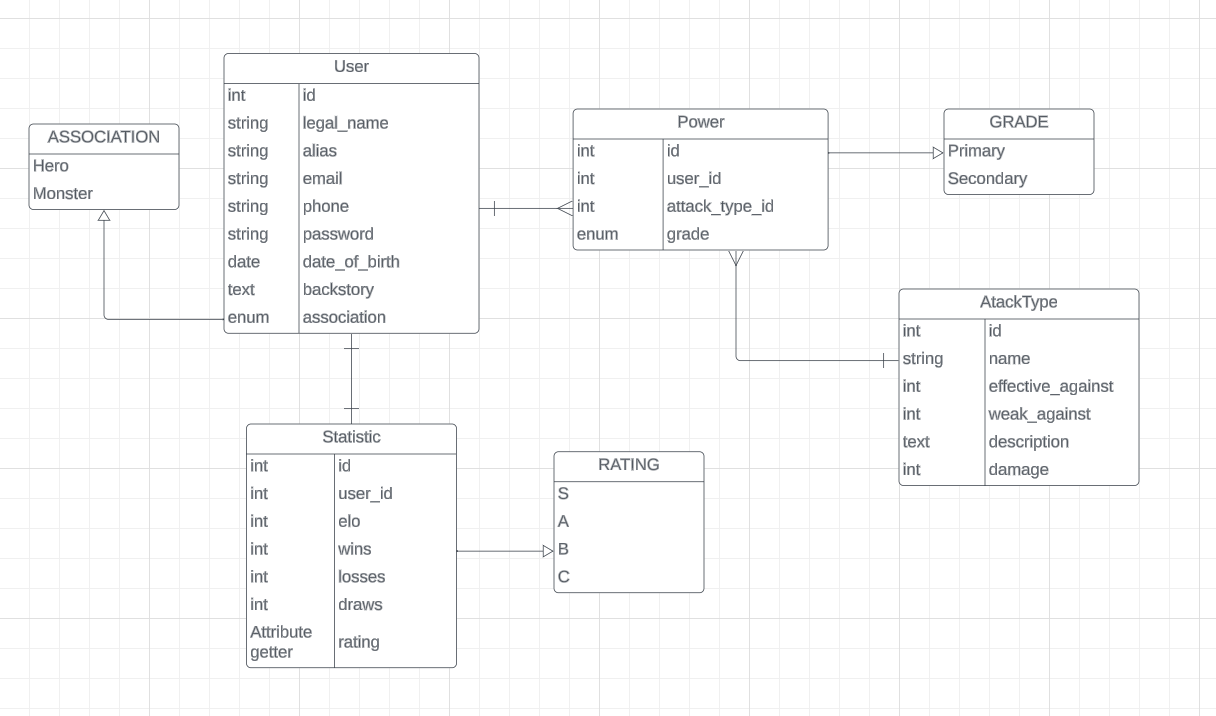 User
int id
string legal_name
string alias
string email
string phone
string password
date date_of_birth
text backstory
enum association
ASSOCIATION
Hero
Monster
Power
int id
int user_id
int attack_type_id
enum grade
GRADE
Primary
Secondary
AtackType
int id
string name
int effective_against
int weak_against
text description
int damage
Statistic
int id
int user_id
int elo
int wins
int losses
int draws
Attribute
getter
rating
RATING
S
A
B
C